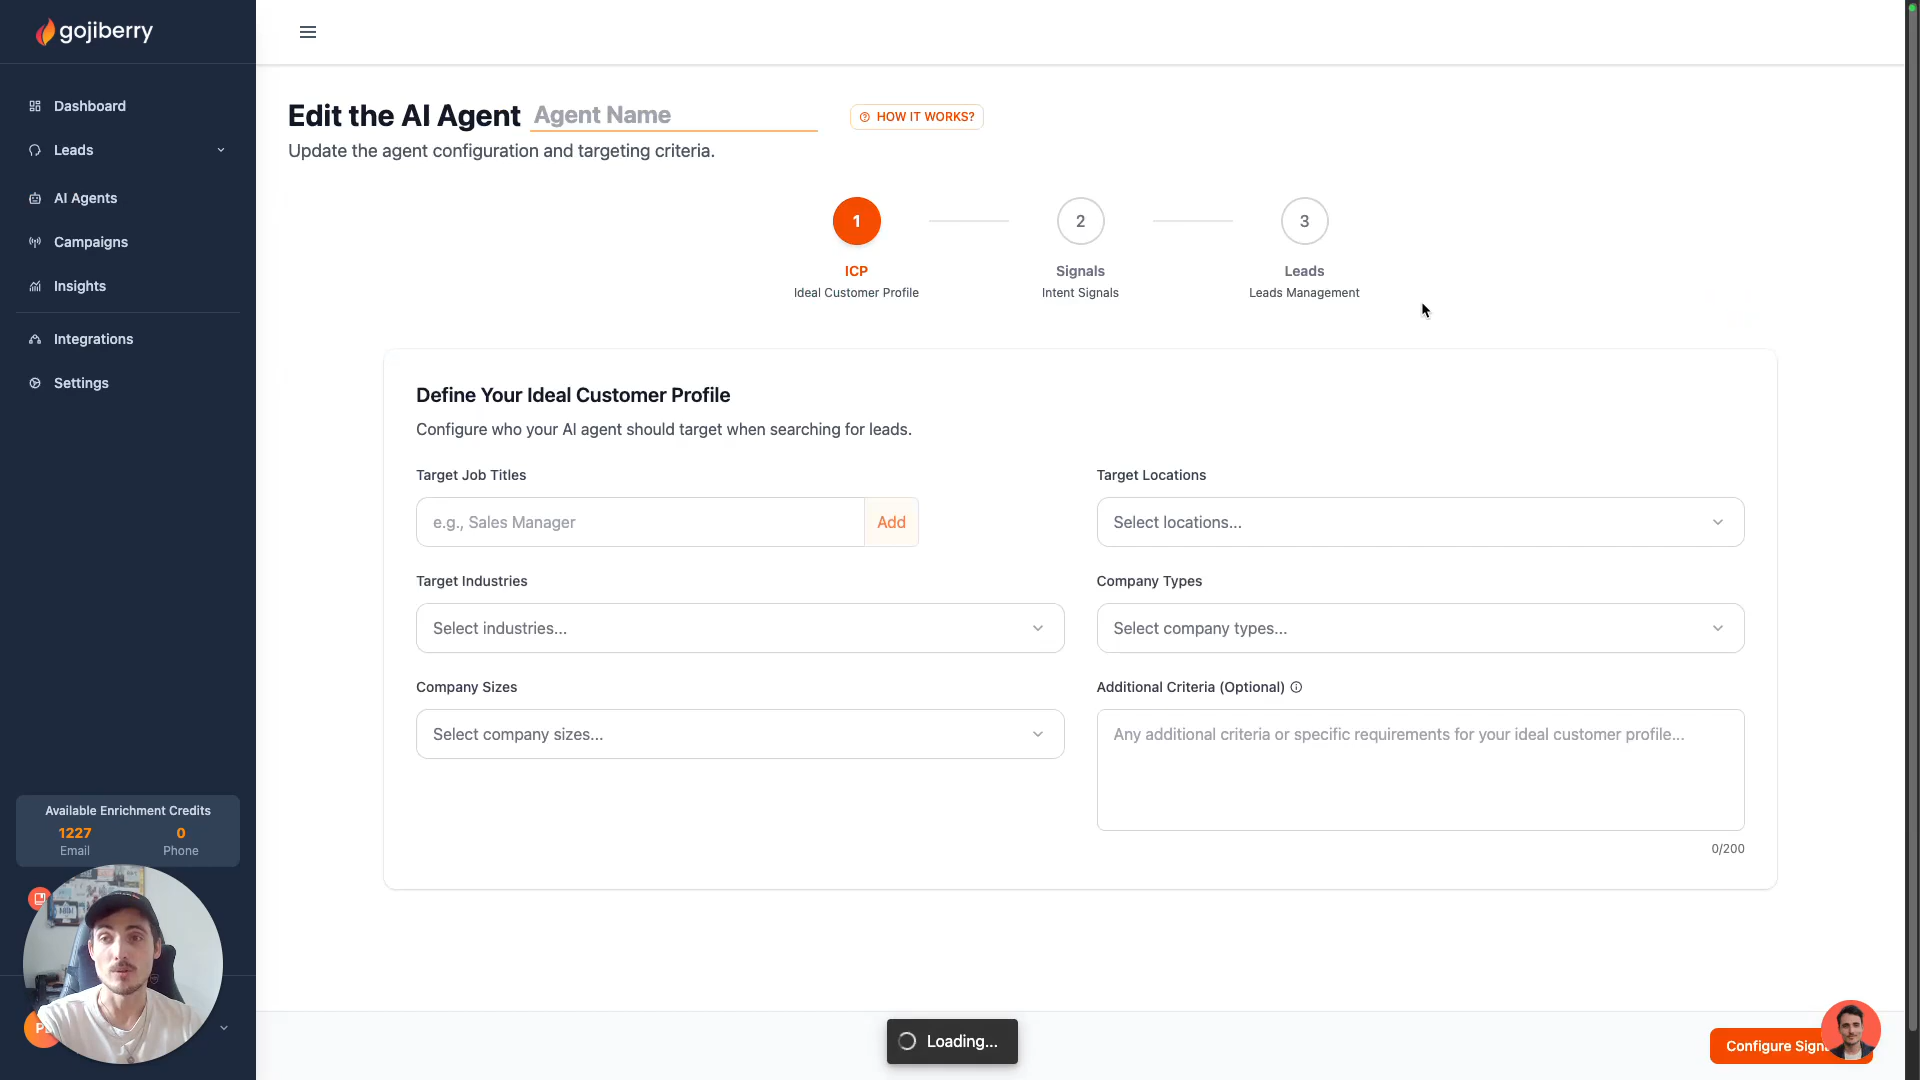 gojiberry
Dashboard
Leads
AI Agents
Campaigns
Insights
Integrations
Settings
Available Enrichment Credits
1227
0
Email
Phone
Edit the AI Agent
Agent Name
HOW IT WORKS?
Update the agent configuration and targeting criteria.
1
2
3
ICP
Signals
Leads
Ideal Customer Profile
Intent Signals
Leads Management
Define Your Ideal Customer Profile
Configure who your AI agent should target when searching for leads.
Target Job Titles
Target Locations
e.g., Sales Manager
Add
Select locations...
Target Industries
Company Types
Select industries...
Select company types...
Company Sizes
Additional Criteria (Optional)
Select company sizes...
Any additional criteria or specific requirements for your ideal customer profile...
0/200
Loading...
Configure